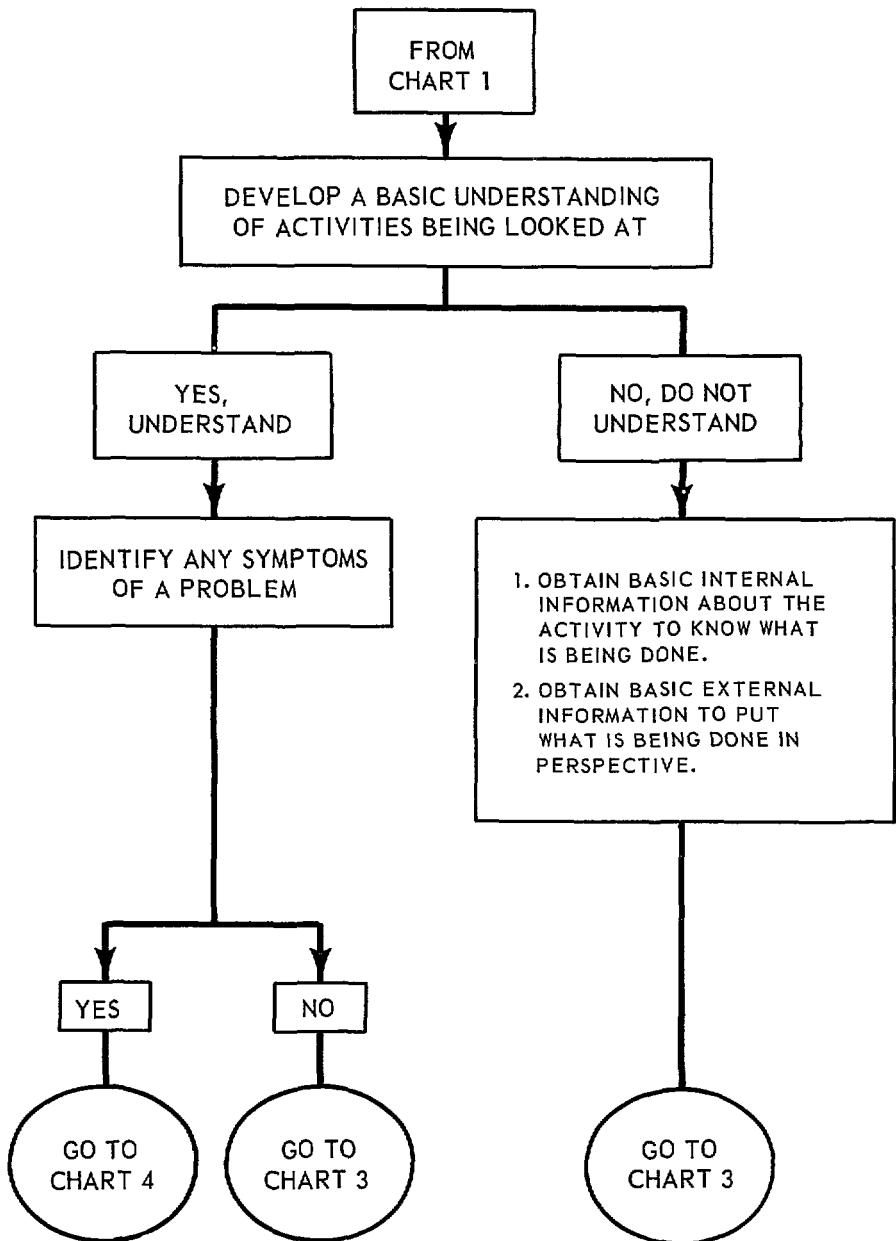 FROM
CHART 1
DEVELOP A BASIC UNDERSTANDING
OF ACTIVITIES BEING LOOKED AT
YES,
UNDERSTAND
NO, DO NOT
UNDERSTAND
IDENTIFY ANY SYMPTOMS
OF A PROBLEM
1. OBTAIN BASIC INTERNAL
INFORMATION ABOUT THE
ACTIVITY TO KNOW WHAT
IS BEING DONE.
2. OBTAIN BASIC EXTERNAL
INFORMATION TO PUT
WHAT IS BEING DONE IN
PERSPECTIVE.
YES
NO
GO TO
CHART 4
GO TO
CHART 3
GO TO
CHART 3